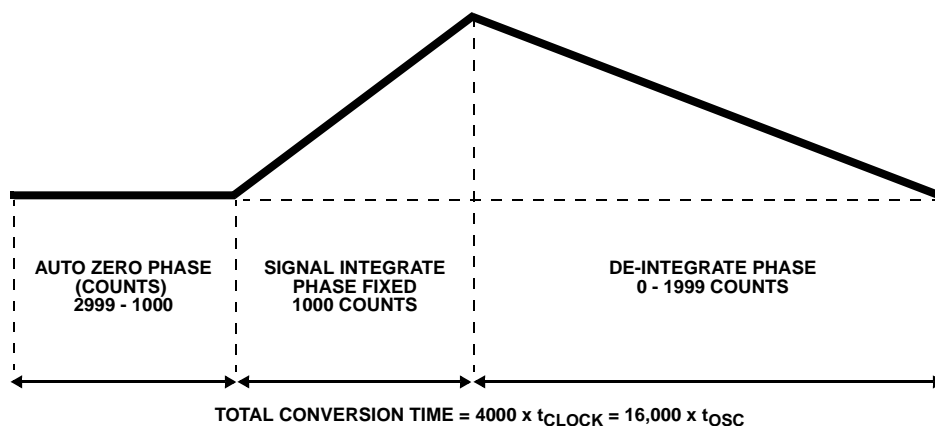 AUTO ZERO PHASE
(COUNTS)
2999 - 1000
SIGNAL INTEGRATE
PHASE FIXED
1000 COUNTS
DE-INTEGRATE PHASE
0 - 1999 COUNTS
TOTAL CONVERSION TIME = 4000 x tCLOCK = 16,000 x tOSC